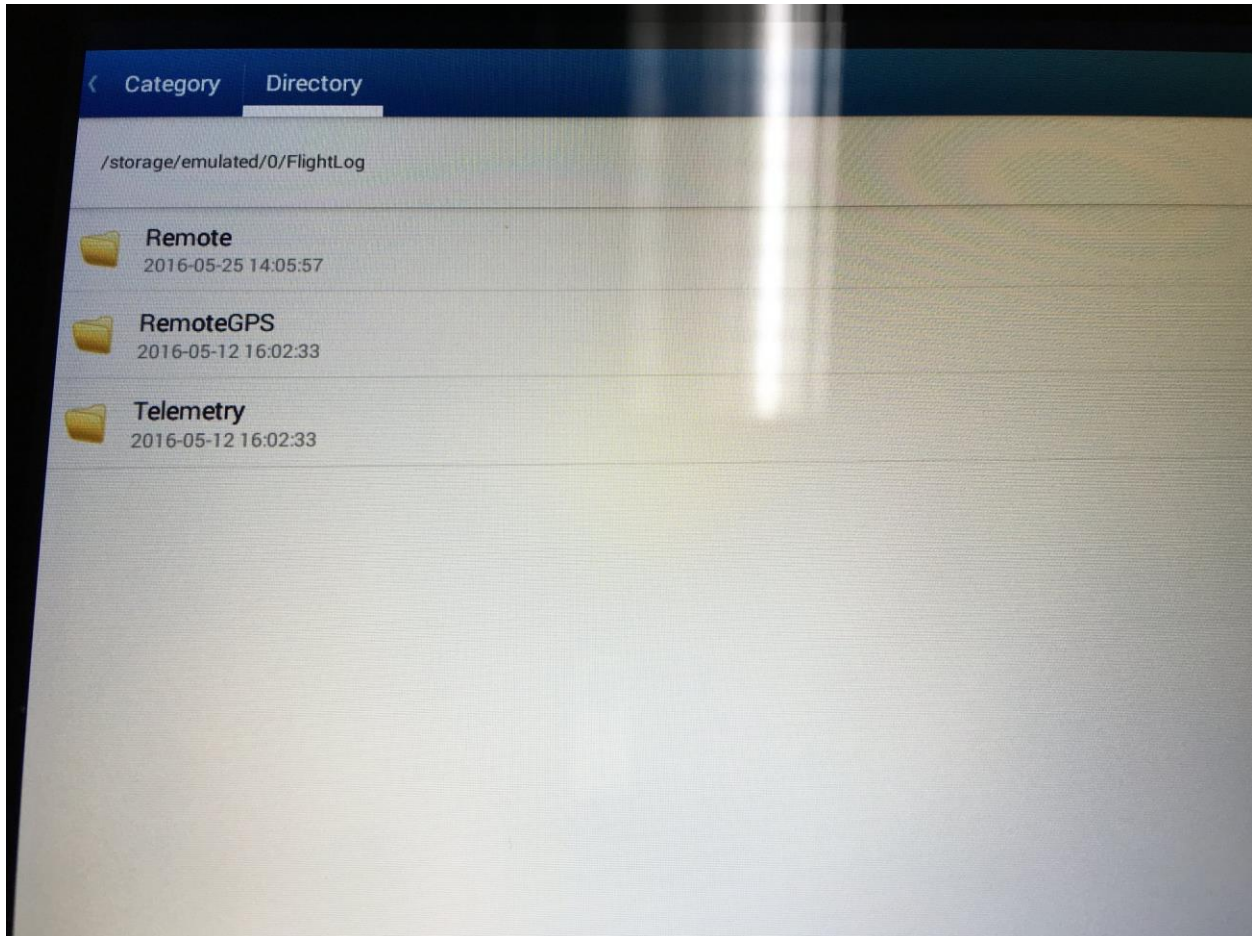 Category Directory
/storage/emulated/0/FlightLog
Remote
2016-05-25 14:05:57
RemoteGPS
2016-05-12 16:02:33
Telemetry
2016-05-12 16:02:33